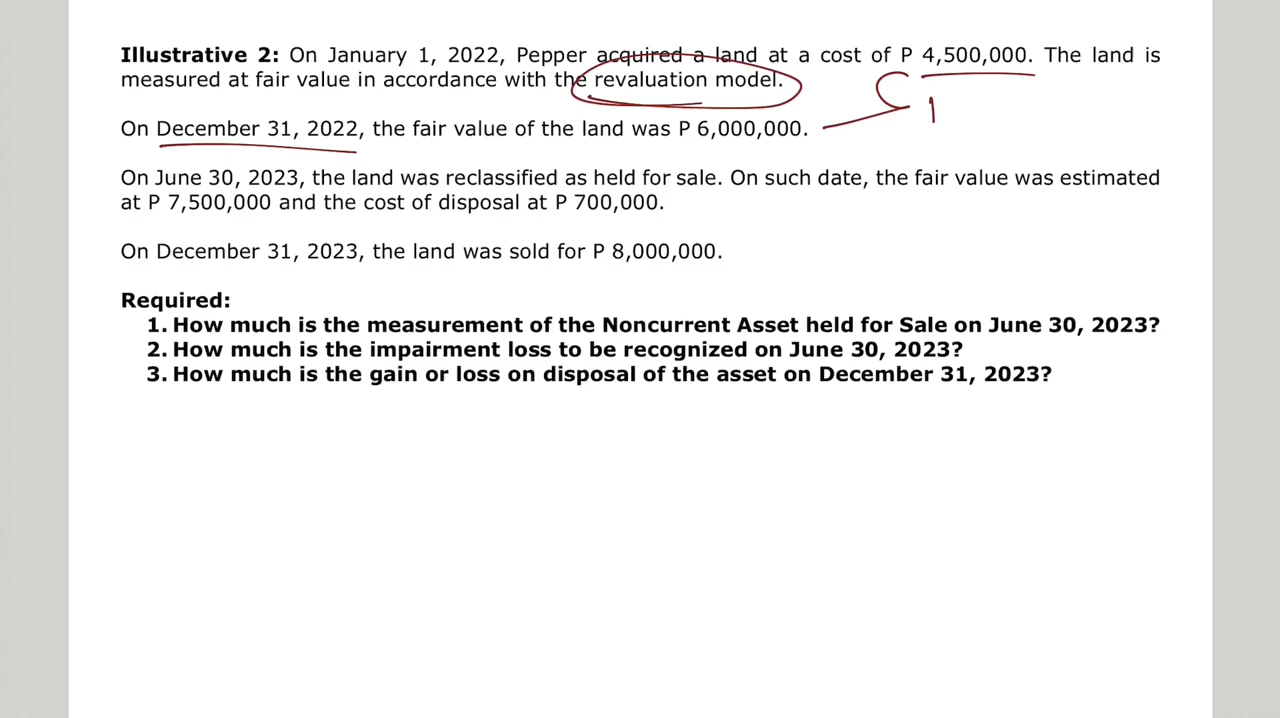 Illustrative 2: On January 1, 2022, Pepper acquired a land at a cost of P 4,500,000. The land is
measured at fair value in accordance with the revaluation model.
1
On December 31, 2022, the fair value of the land was P 6,000,000.
On June 30, 2023, the land was reclassified as held for sale. On such date, the fair value was estimated
at P 7,500,000 and the cost of disposal at P 700,000.
On December 31, 2023, the land was sold for P 8,000,000.
Required:
1. How much is the measurement of the Noncurrent Asset held for Sale on June 30, 2023?
2. How much is the impairment loss to be recognized on June 30, 2023?
3. How much is the gain or loss on disposal of the asset on December 31, 2023?